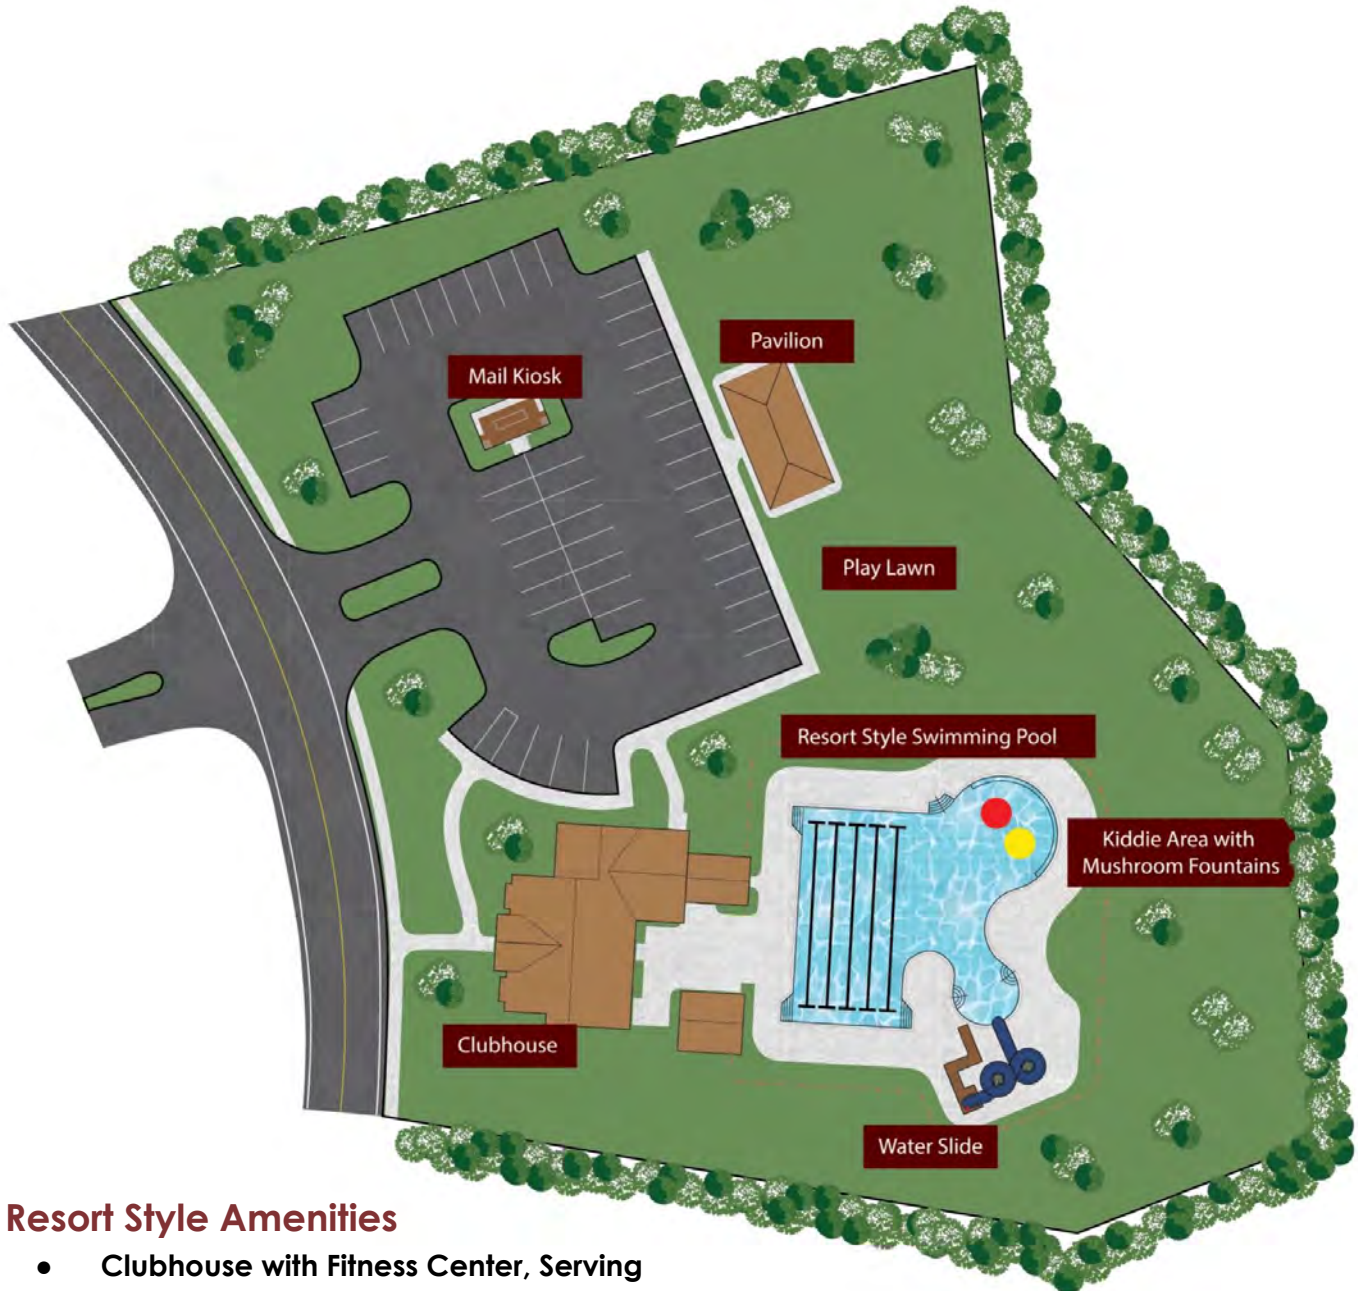 Pavilion
Mail Kiosk
Play Lawn
Resort Style Swimming Pool
Kiddie Area with
Mushroom Fountains
Clubhouse
Water Slide
Resort Style Amenities
● Clubhouse with Fitness Center, Serving